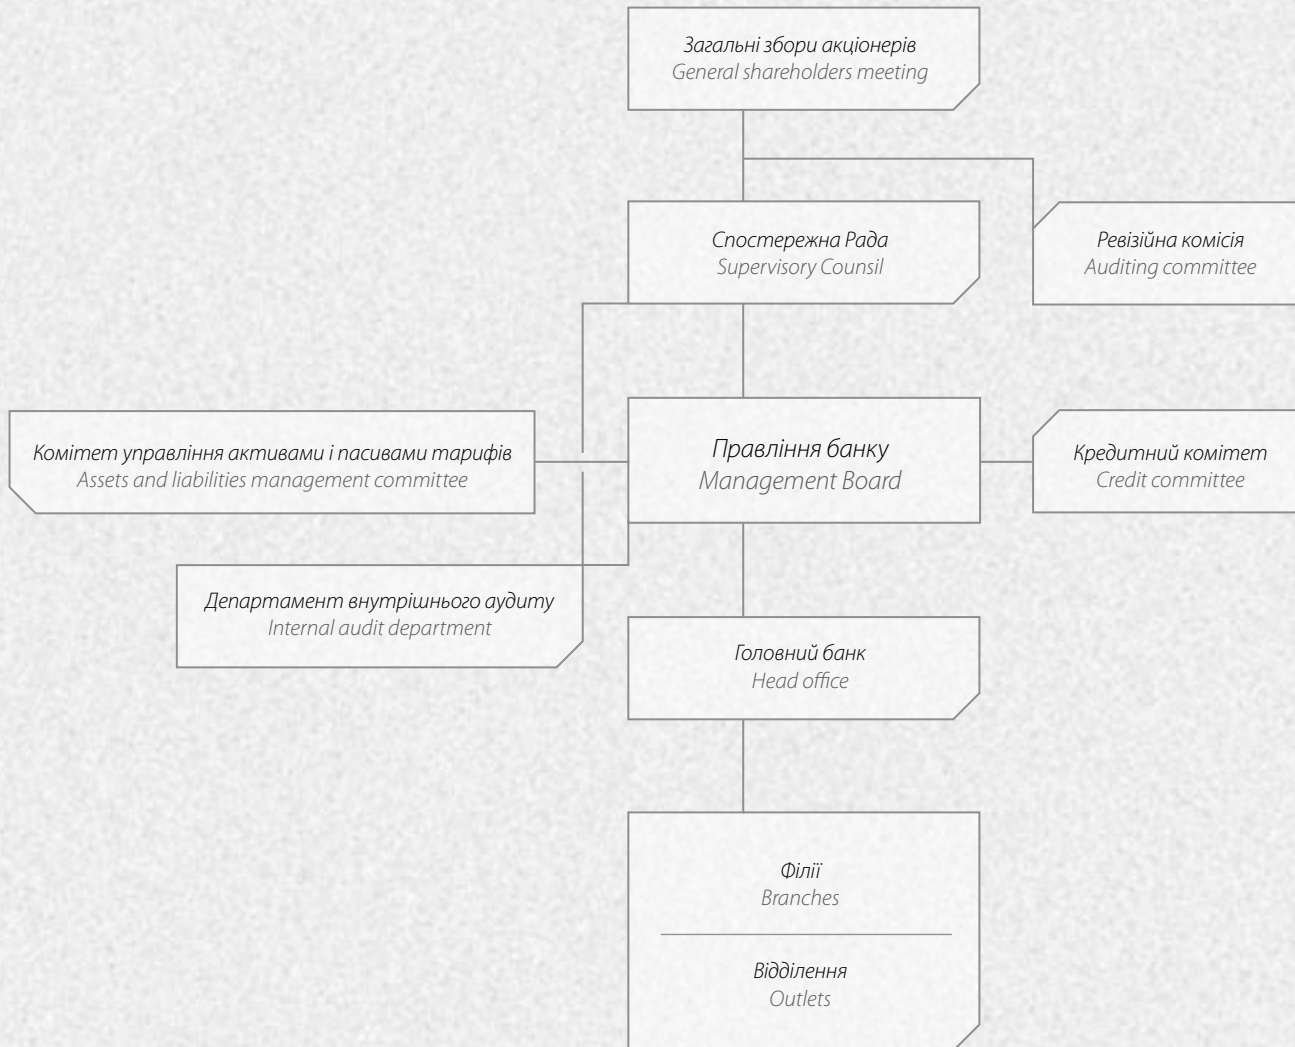 Загальні збори акціонерів
General shareholders meeting
Спостережна Рада
Supervisory Counsil
Ревізійна комісія
Auditing committee
Комітет управління активами і пасивами тарифів
Assets and liabilities management committee
Правління банку
Management Board
Кредитний комітет
Credit committee
Департамент внутрішнього аудиту
Internal audit department
Головний банк
Head office
Філії
Branches
Відділення
Outlets